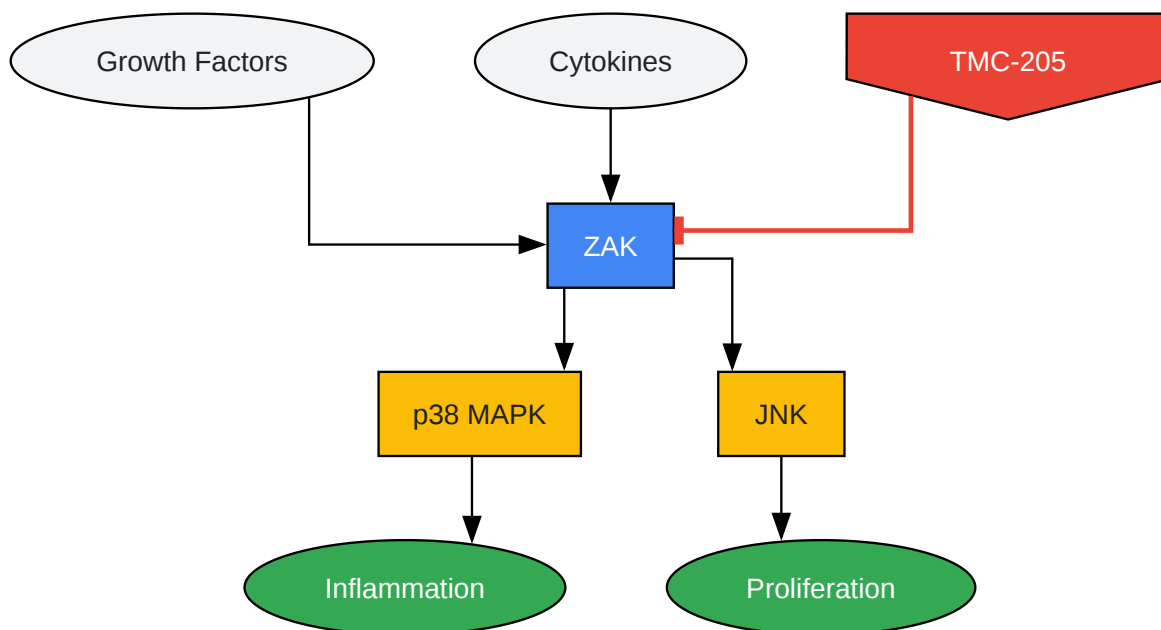 Growth Factors
Cytokines
TMC-205
ZAK
p38 MAPK
JNK
Inflammation
Proliferation